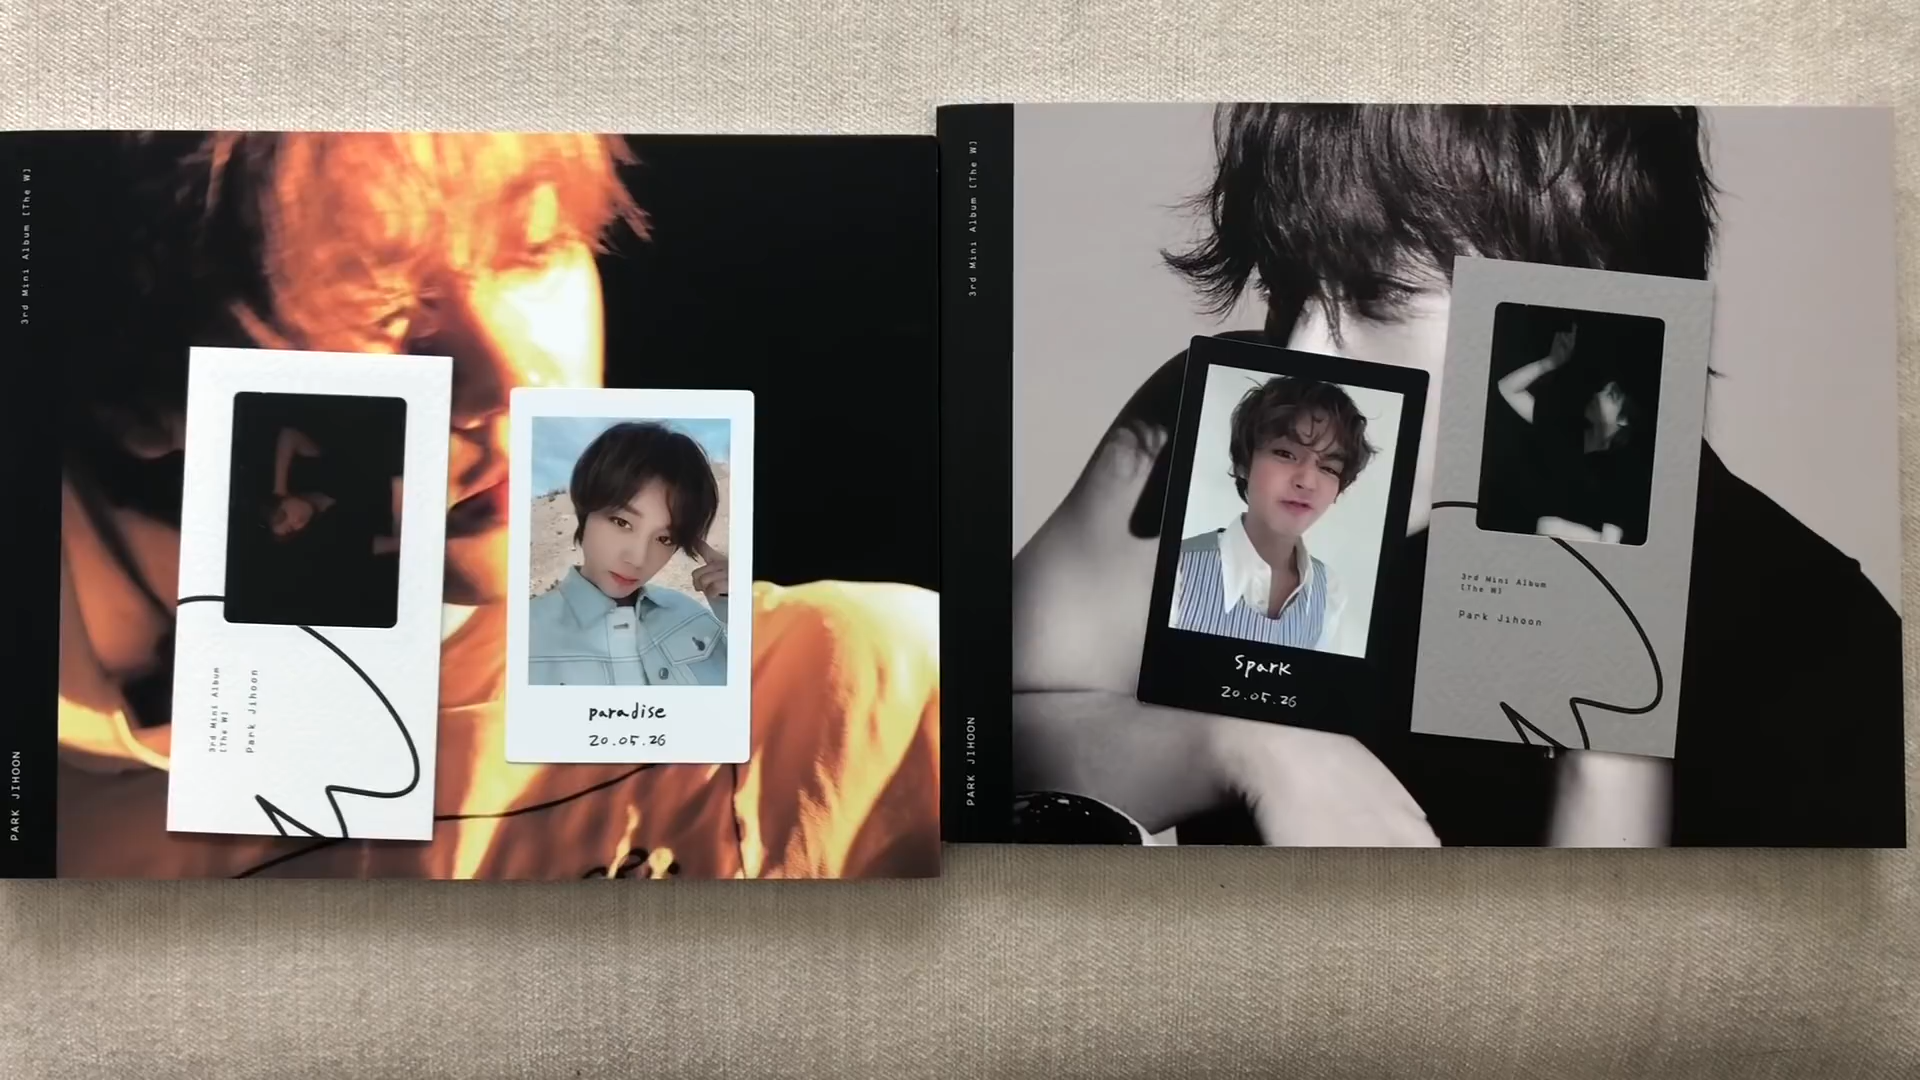 3rd Mini Album [The W]
PARK JIHOON
3rd Mini Album
[The W]
Park Jihoon
paradise
20.05.26
3rd Mini Album [The W]
PARK JIHOON
Spark
20.05.26
3rd Mini Album
[The W]
Park Jihoon